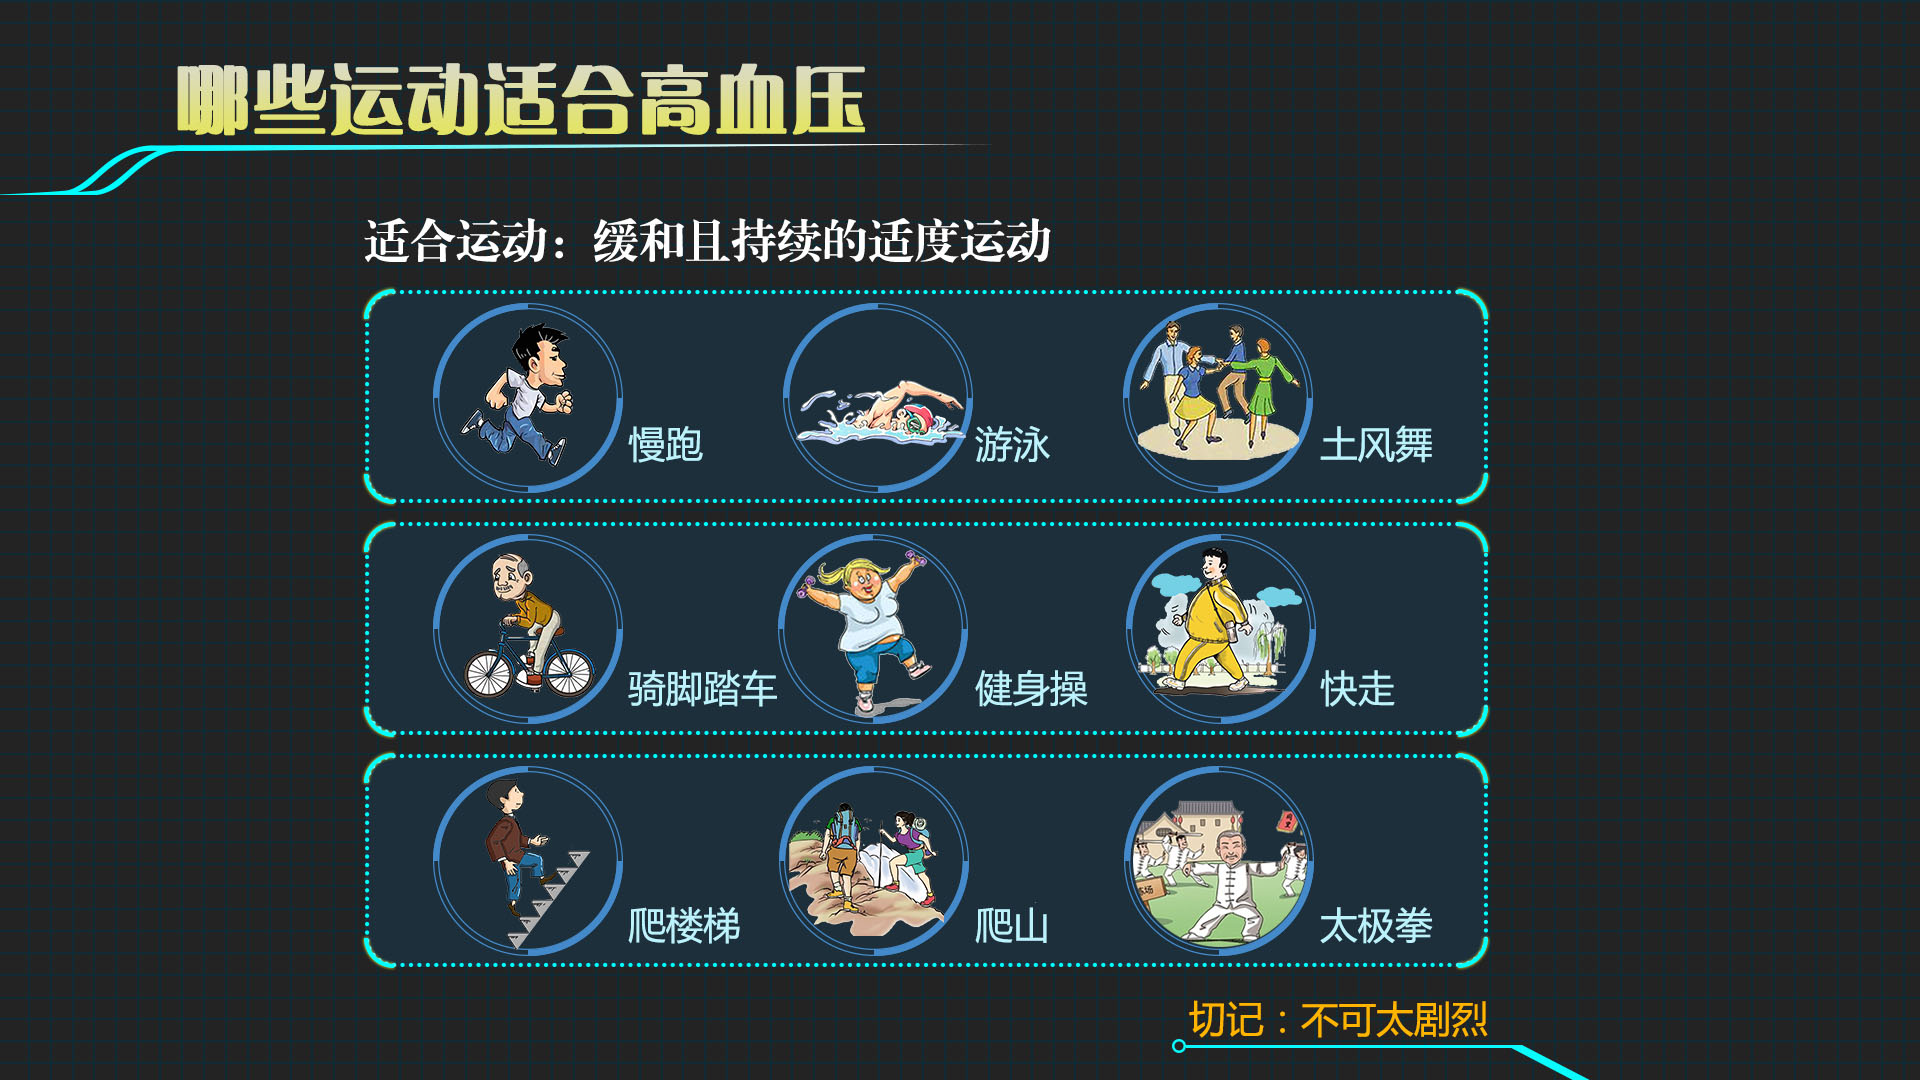 哪些运动适合高血压
适合运动：缓和且持续的适度运动
慢跑
游泳
土风舞
骑脚踏车
健身操
快走
爬楼梯
爬山
太极拳
切记：不可太剧烈